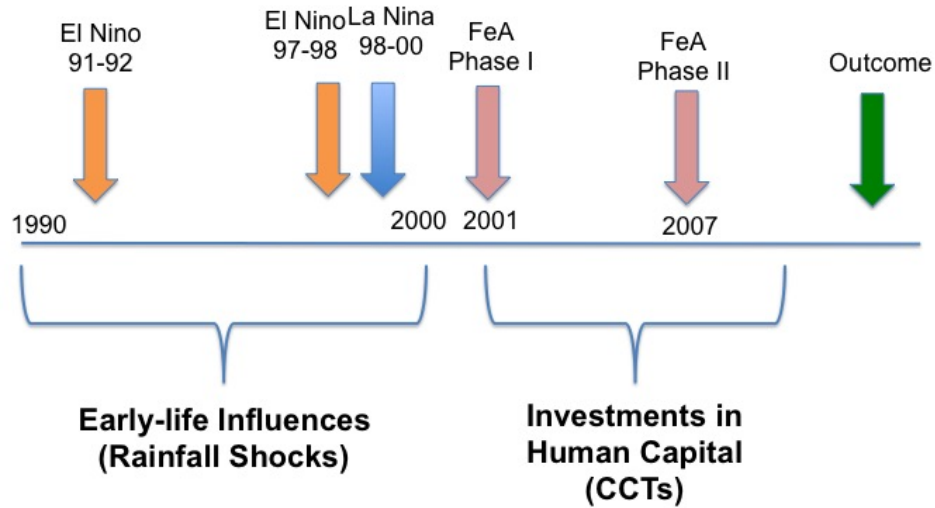 El Nino
91-92
El Nino
97-98
La Nina
98-00
FeA
Phase I
FeA
Phase II
Outcome
1990
2000
2001
2007
Early-life Influences
(Rainfall Shocks)
Investments in
Human Capital
(CCTs)